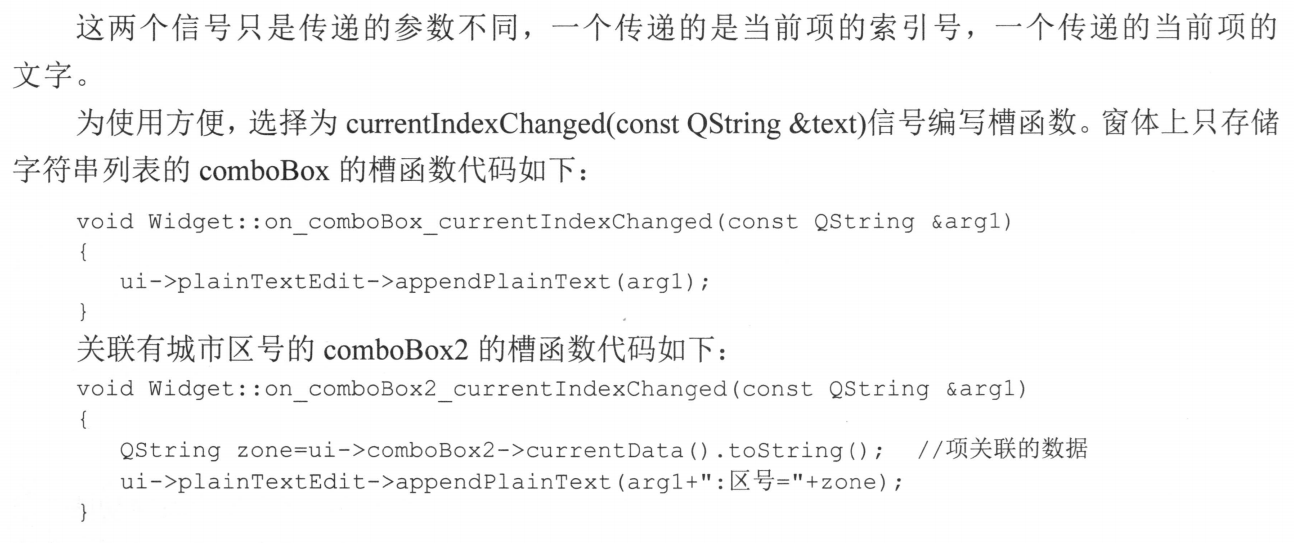 这两个信号只是传递的参数不同，一个传递的是当前项的索引号，一个传递的当前项的
文字。
为使用方便，选择为 currentIndexChanged(const QString &text)信号编写槽函数。窗体上只存储
字符串列表的 comboBox 的槽函数代码如下：
void Widget::on_comboBox_currentIndexChanged(const QString &arg1)
{
ui->plainTextEdit->appendPlainText(arg1);
}
关联有城市区号的 comboBox2 的槽函数代码如下：
void Widget::on_comboBox2_currentIndexChanged(const QString &arg1)
{
QString zone=ui->comboBox2->currentData().toString(); //项关联的数据
ui->plainTextEdit->appendPlainText(arg1+":区号="+zone);
}